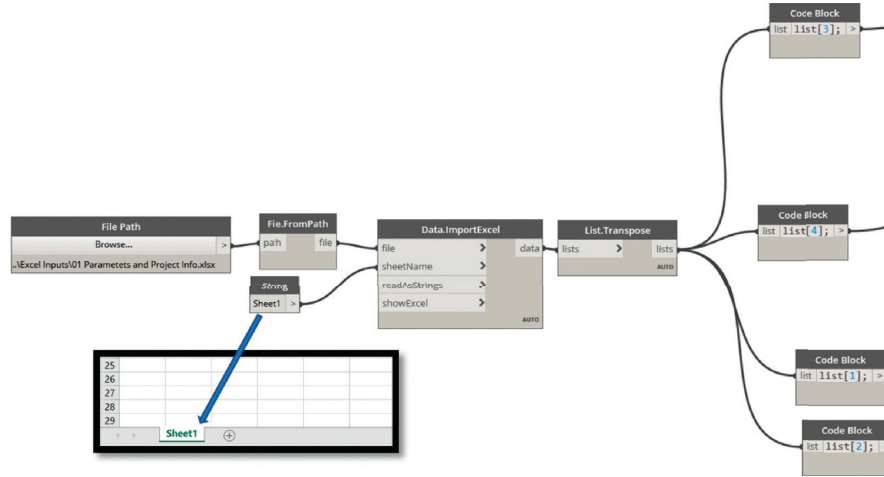 Code Block
list list[3]; >
File Path
Browse... >
..\Excel Inputs\01 Parametets and Project Info.xlsx
Fie.FromPath
path file
String
Sheet1 >
Data.ImportExcel
file > data
sheetName >
readAsStrings >
showExcel >
AUTO
List.Transpose
lists > lists
AUTO
Code Block
list list[4]; >
Code Block
list list[1]; >
Code Block
list list[2];
25
26
27
28
29
Sheet1